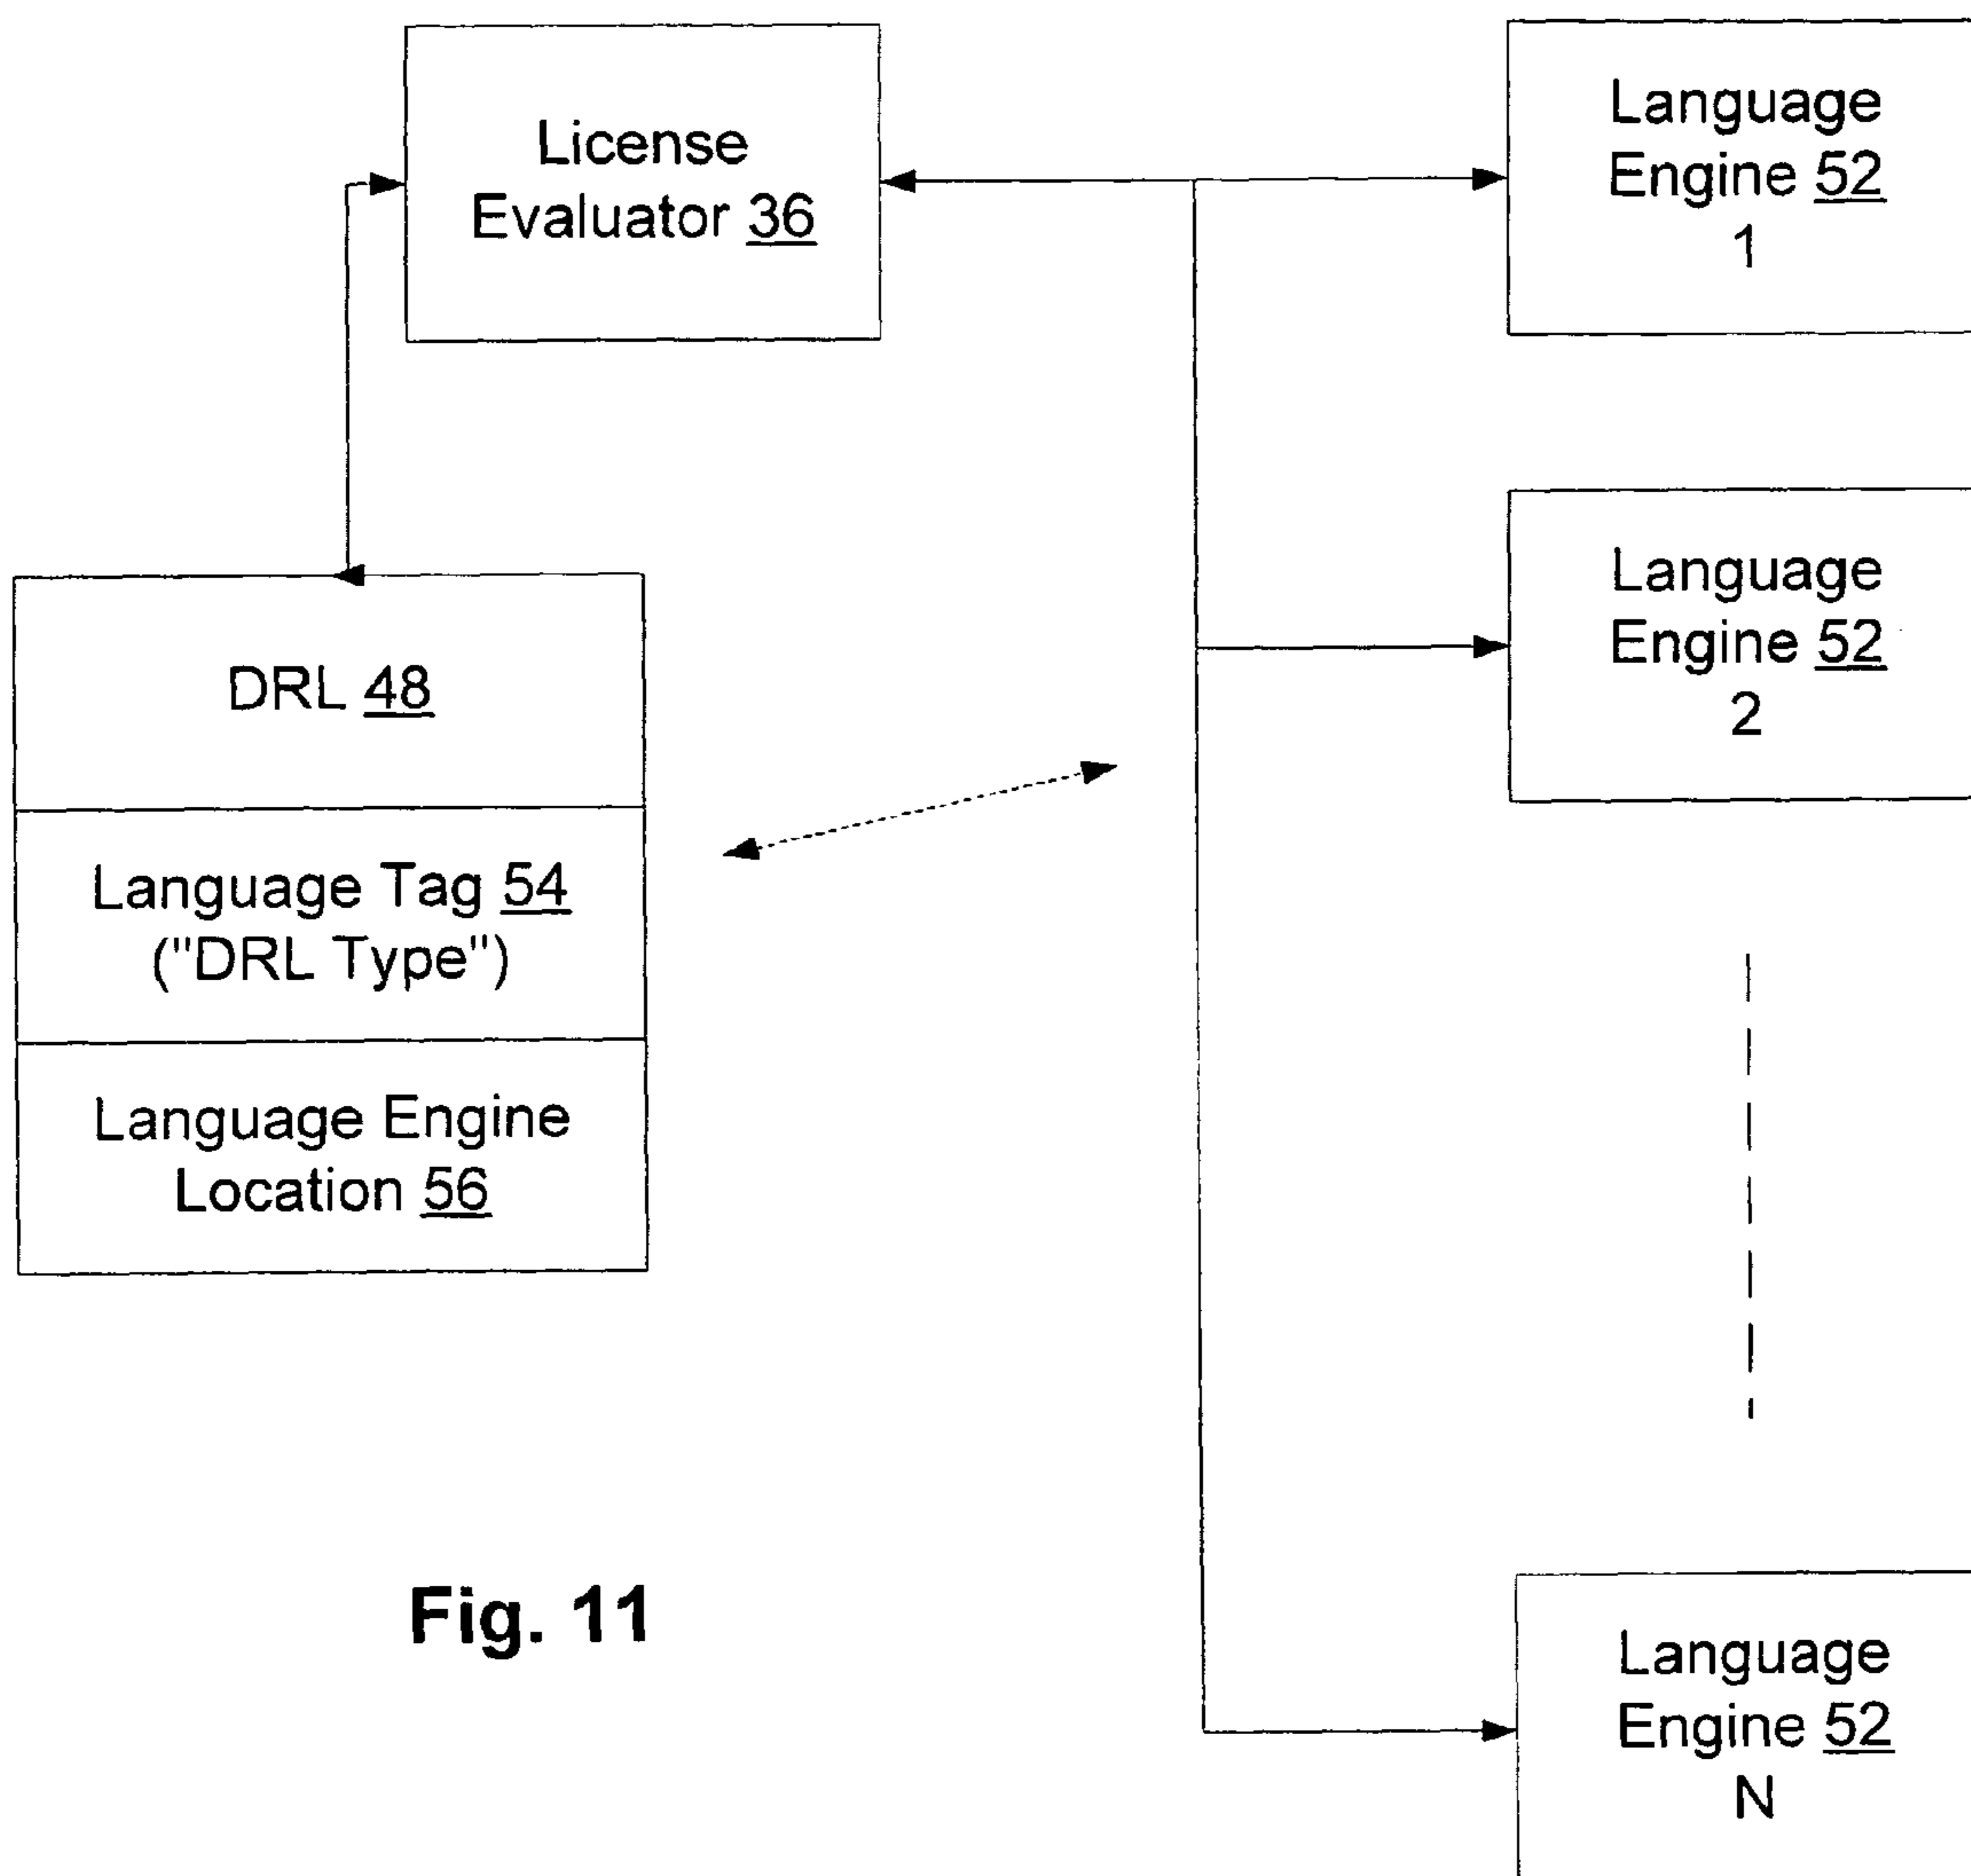 License
Evaluator 36
Language
Engine 52
1
Language
Engine 52
2
DRL 48
Language Tag 54
("DRL Type")
Language Engine
Location 56
Fig. 11
Language
Engine 52
N